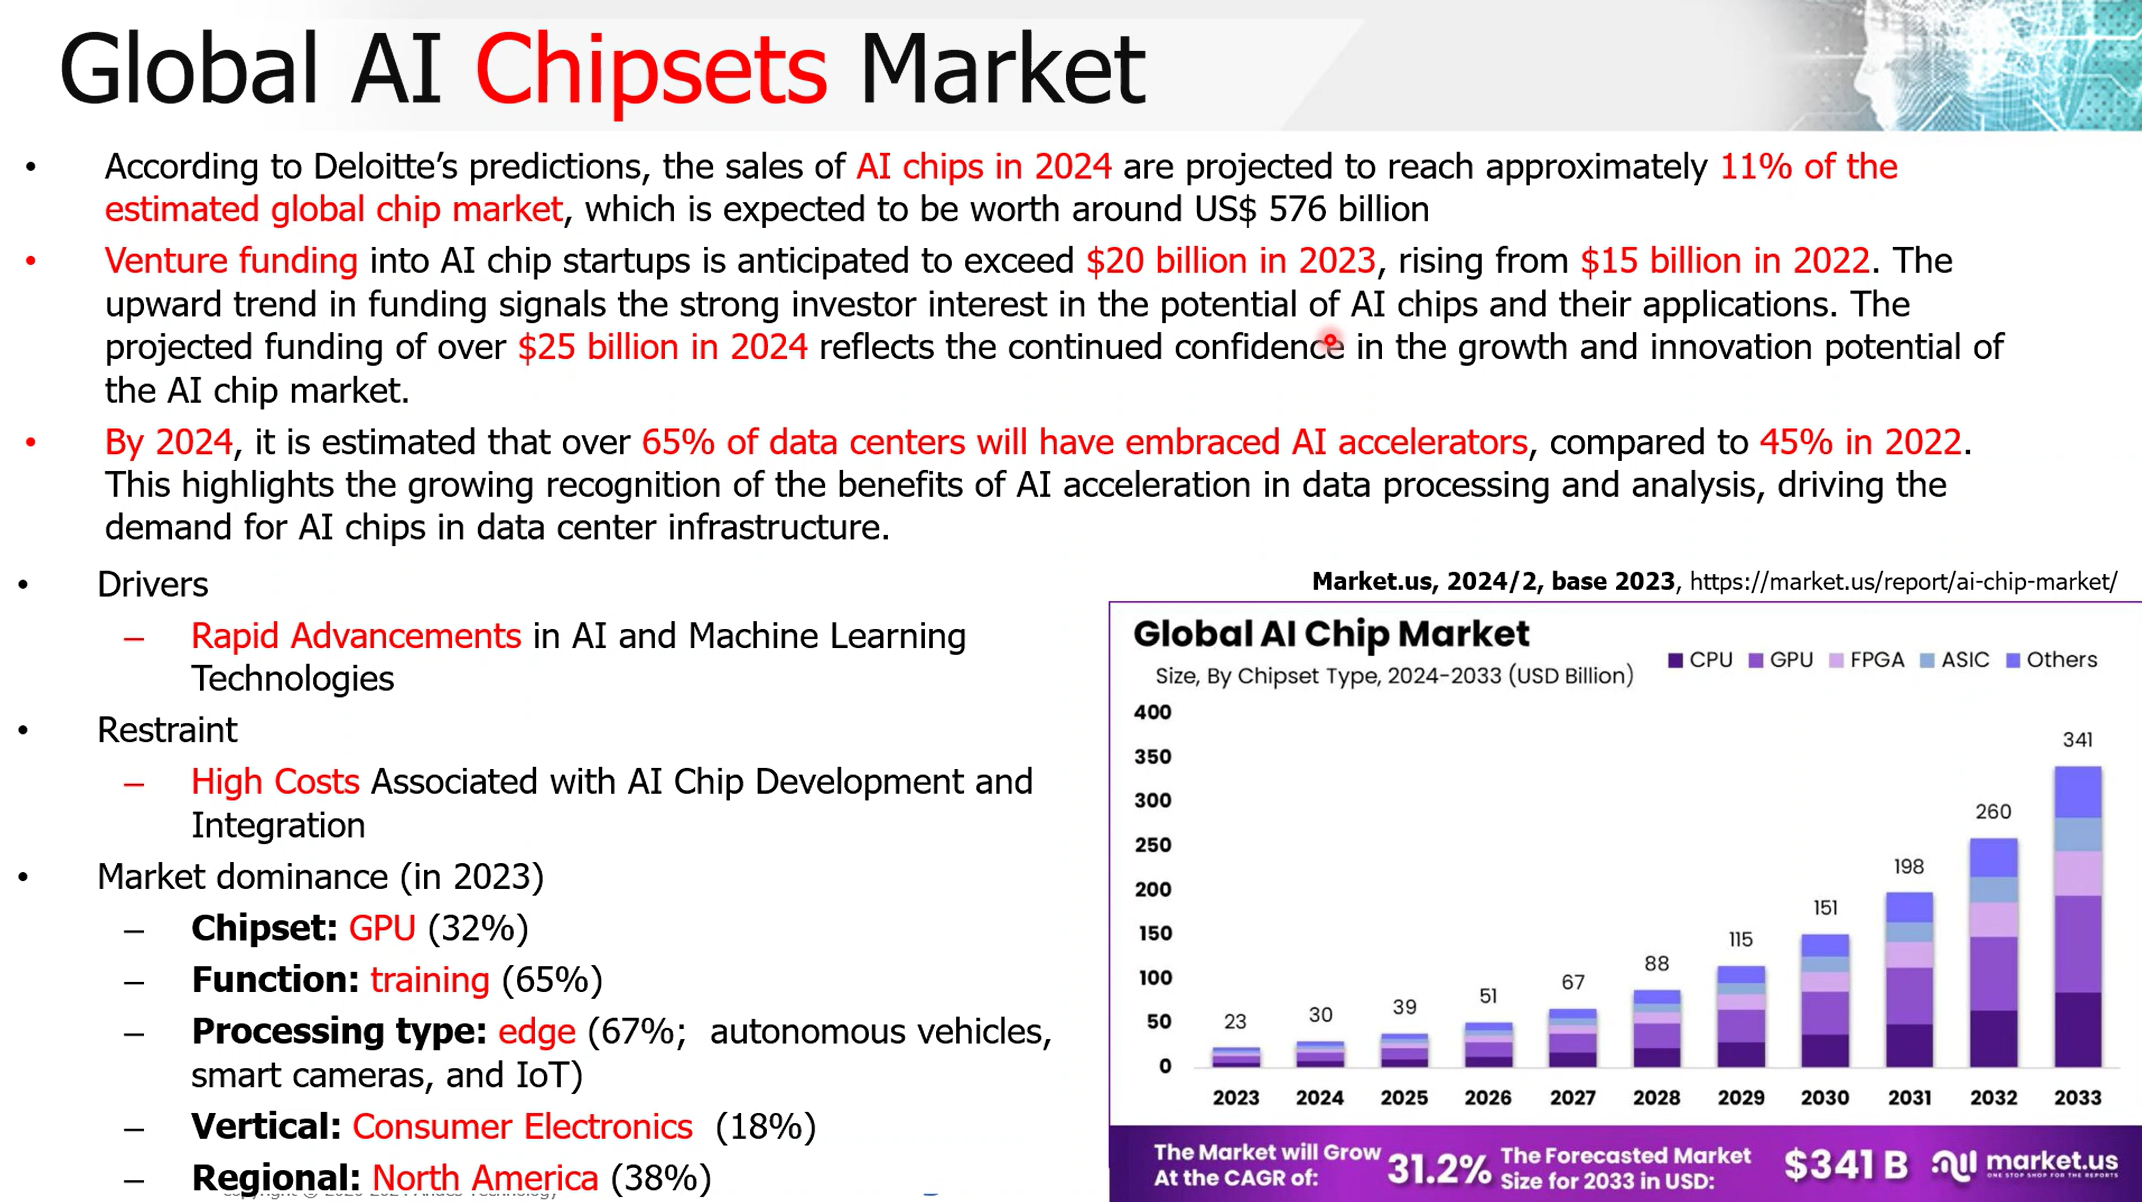 Global AI Chipsets Market
• According to Deloitte’s predictions, the sales of AI chips in 2024 are projected to reach approximately 11% of the
estimated global chip market, which is expected to be worth around US$ 576 billion
• Venture funding into AI chip startups is anticipated to exceed $20 billion in 2023, rising from $15 billion in 2022. The
upward trend in funding signals the strong investor interest in the potential of AI chips and their applications. The
projected funding of over $25 billion in 2024 reflects the continued confidence in the growth and innovation potential of
the AI chip market.
• By 2024, it is estimated that over 65% of data centers will have embraced AI accelerators, compared to 45% in 2022.
This highlights the growing recognition of the benefits of AI acceleration in data processing and analysis, driving the
demand for AI chips in data center infrastructure.
• Drivers
– Rapid Advancements in AI and Machine Learning
Technologies
• Restraint
– High Costs Associated with AI Chip Development and
Integration
• Market dominance (in 2023)
– Chipset: GPU (32%)
– Function: training (65%)
– Processing type: edge (67%; autonomous vehicles,
smart cameras, and IoT)
– Vertical: Consumer Electronics (18%)
– Regional: North America (38%)
Market.us, 2024/2, base 2023, https://market.us/report/ai-chip-market/
Global AI Chip Market
Size, By Chipset Type, 2024-2033 (USD Billion)
CPU GPU FPGA ASIC Others
400
350
300
250
200
150
100
50
0
23 30 39 51 67 88 115 151 198 260 341
2023 2024 2025 2026 2027 2028 2029 2030 2031 2032 2033
The Market will Grow
At the CAGR of:
31.2%
The Forecasted Market
Size for 2033 in USD:
$341 B
market.us
ONE STOP SHOP FOR THE REPORTS